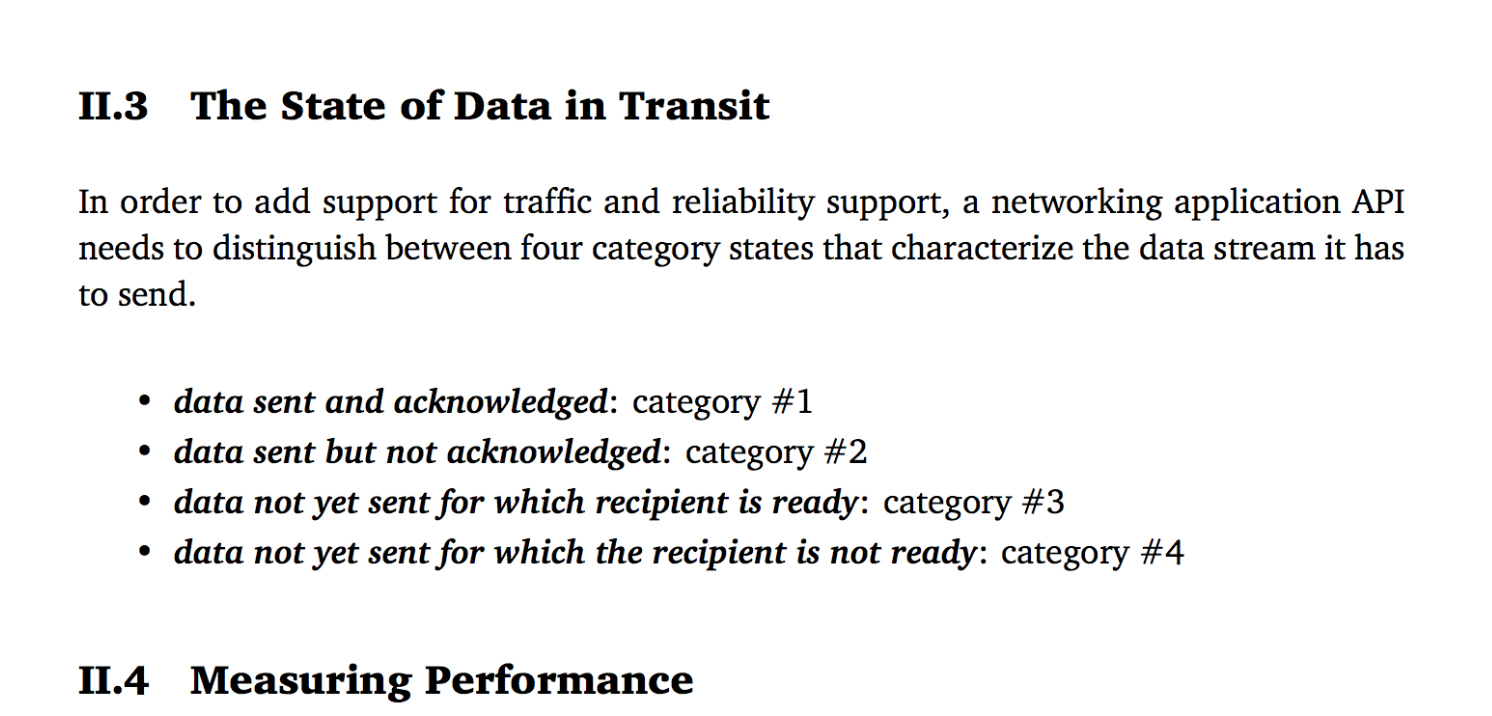 II.3 The State of Data in Transit
In order to add support for traffic and reliability support, a networking application API
needs to distinguish between four category states that characterize the data stream it has
to send.
• data sent and acknowledged: category #1
• data sent but not acknowledged: category #2
• data not yet sent for which recipient is ready: category #3
• data not yet sent for which the recipient is not ready: category #4
II.4 Measuring Performance